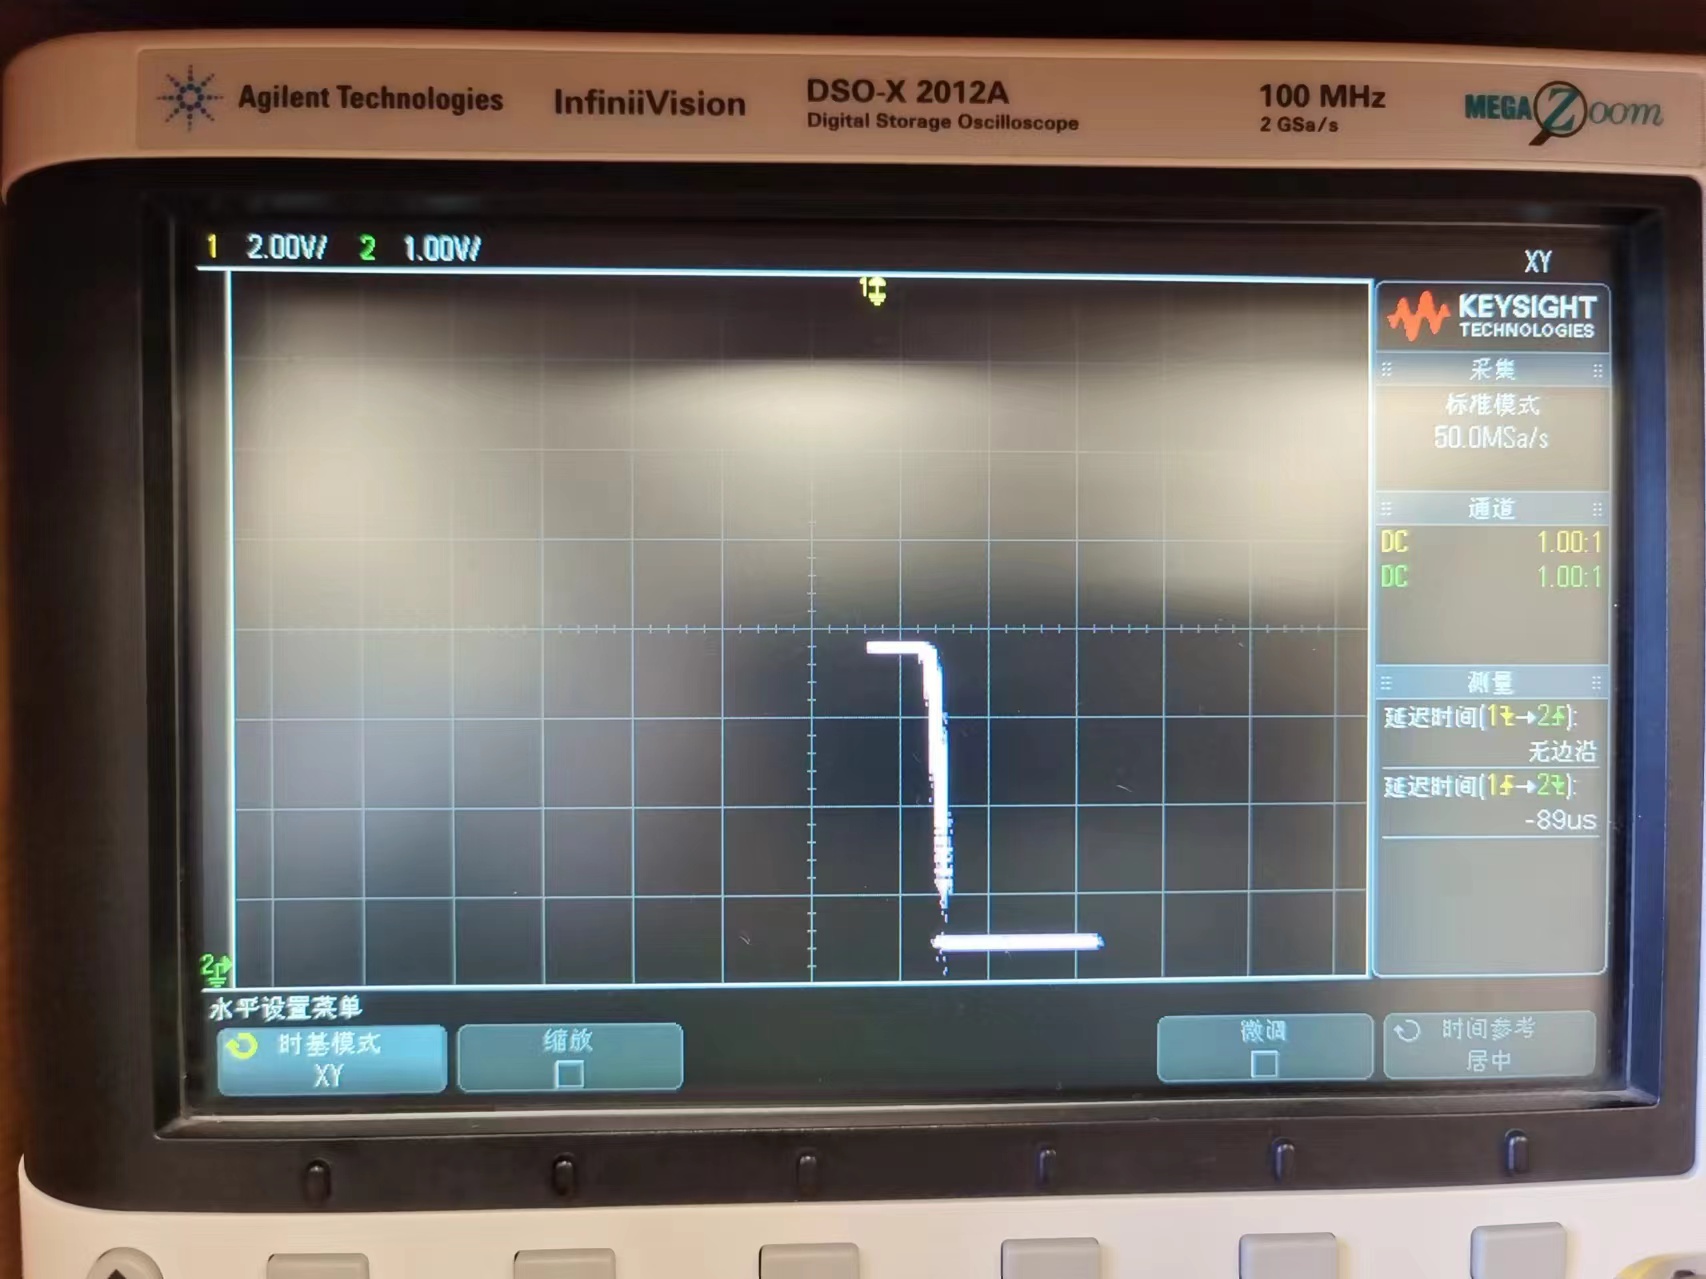 Agilent Technologies InfiniiVision DSO-X 2012A 100 MHz MEGA Zoom
Digital Storage Oscilloscope 2 GSa/s
1 2.00V/ 2 1.00V/ XY
1
KEYSIGHT
TECHNOLOGIES
采集
标准模式
50.0MSa/s
通道
DC 1.00:1
DC 1.00:1
测量
延迟时间(1→2):
无边沿
延迟时间(1→2):
-89us
2
水平设置菜单
时基模式 缩放 微调 时间参考
XY 居中